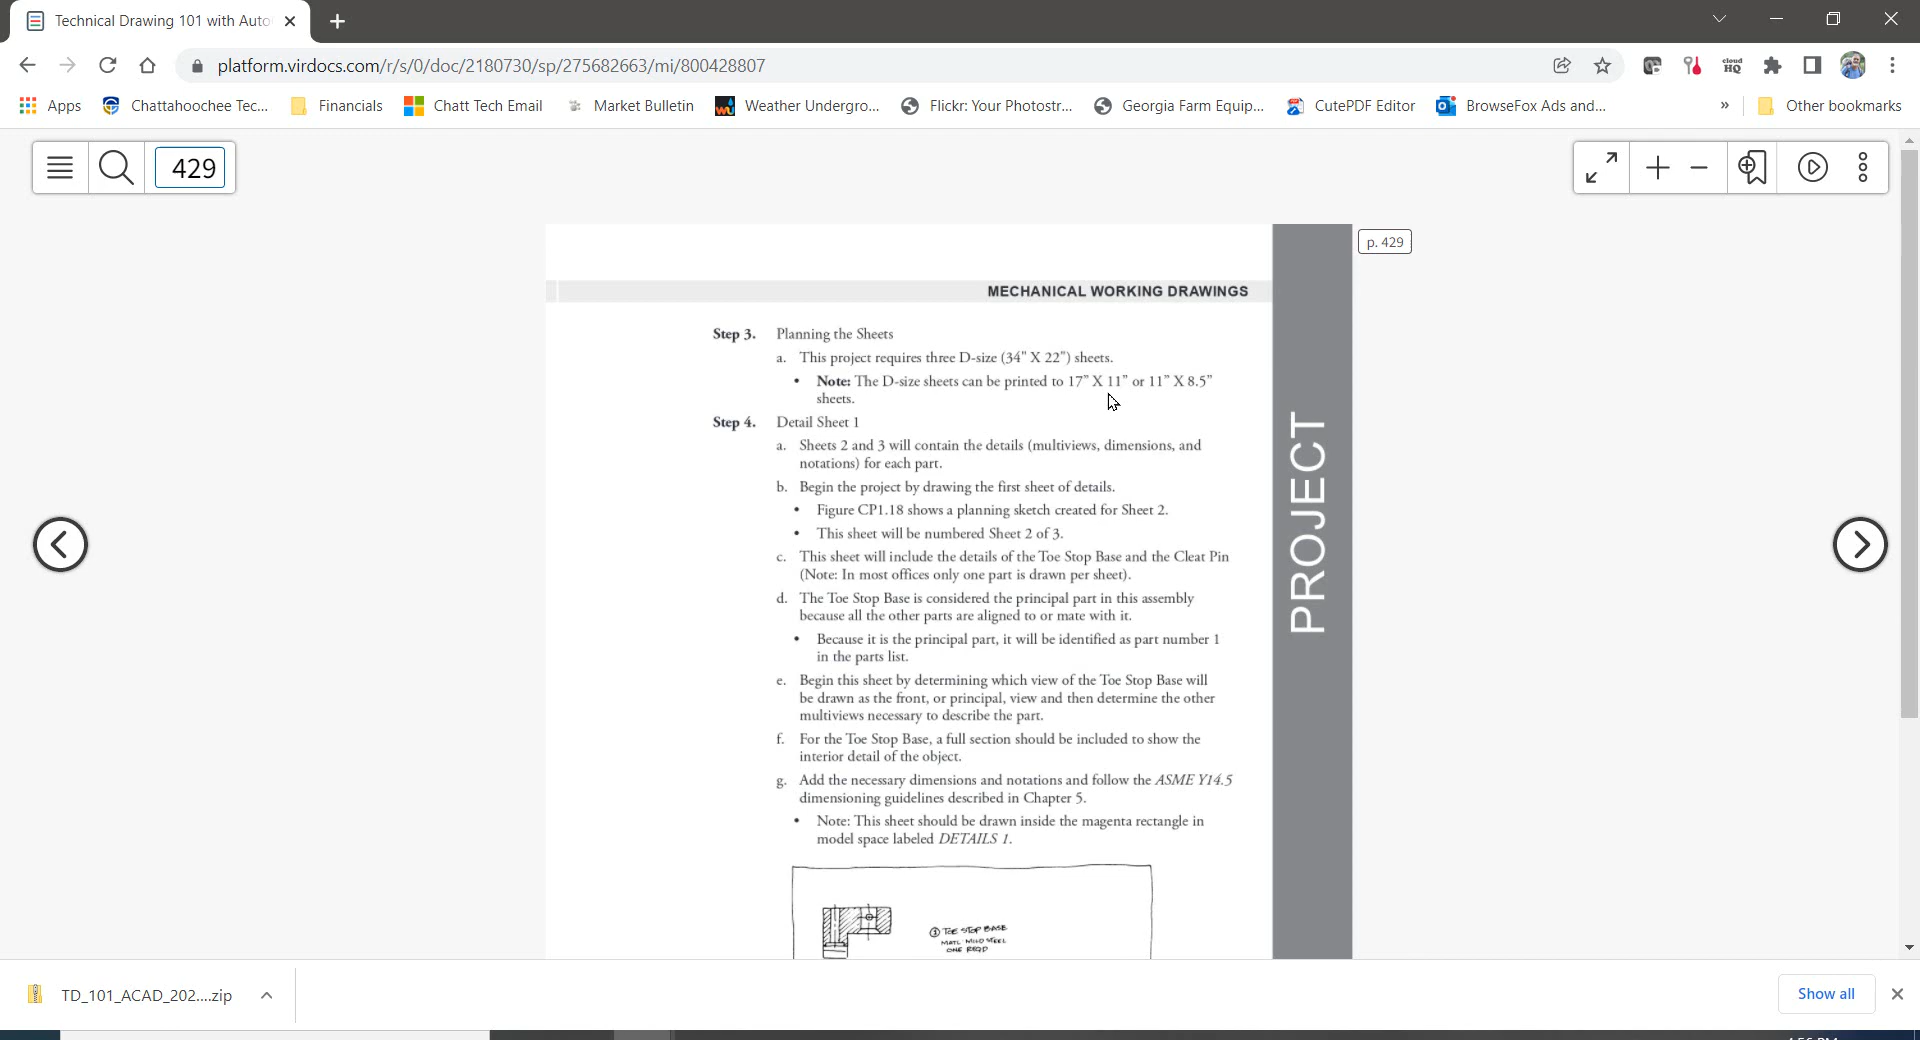 Technical Drawing 101 with Auto
platform.virdocs.com/r/s/0/doc/2180730/sp/275682663/mi/800428807
cloud
HQ
Apps Chattahoochee Tec... Financials Chatt Tech Email Market Bulletin Weather Undergro... Flickr: Your Photostr... Georgia Farm Equip... CutePDF Editor BrowseFox Ads and... » Other bookmarks
429
p. 429
MECHANICAL WORKING DRAWINGS
Step 3. Planning the Sheets
a. This project requires three D-size (34" X 22") sheets.
• Note: The D-size sheets can be printed to 17” X 11” or 11” X 8.5”
sheets.
Step 4. Detail Sheet 1
a. Sheets 2 and 3 will contain the details (multiviews, dimensions, and
notations) for each part.
b. Begin the project by drawing the first sheet of details.
• Figure CP1.18 shows a planning sketch created for Sheet 2.
• This sheet will be numbered Sheet 2 of 3.
c. This sheet will include the details of the Toe Stop Base and the Cleat Pin
(Note: In most offices only one part is drawn per sheet).
d. The Toe Stop Base is considered the principal part in this assembly
because all the other parts are aligned to or mate with it.
• Because it is the principal part, it will be identified as part number 1
in the parts list.
e. Begin this sheet by determining which view of the Toe Stop Base will
be drawn as the front, or principal, view and then determine the other
multiviews necessary to describe the part.
f. For the Toe Stop Base, a full section should be included to show the
interior detail of the object.
g. Add the necessary dimensions and notations and follow the ASME Y14.5
dimensioning guidelines described in Chapter 5.
• Note: This sheet should be drawn inside the magenta rectangle in
model space labeled DETAILS 1.
PROJECT
① TOE STOP BASE
MATL MILD STEEL
ONE REQD
TD_101_ACAD_202....zip
Show all